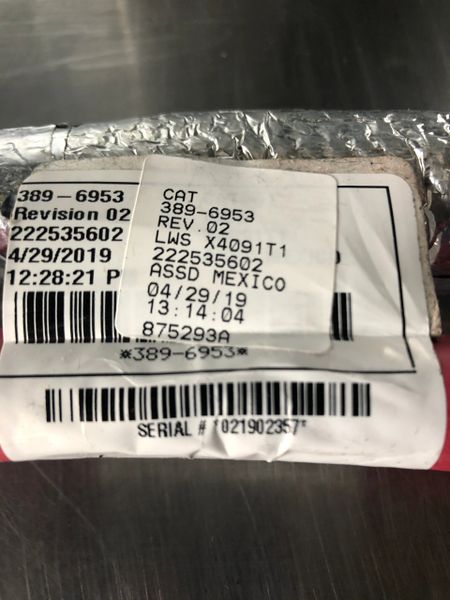 389-6953
Revision 02
222535602
4/29/2019
12:28:21 P
CAT
389-6953
REV.02
LWS X4091T1
222535602
ASSD MEXICO
04/29/19
13:14:04
875293A
*389-6953*
SERIAL # *021902357*